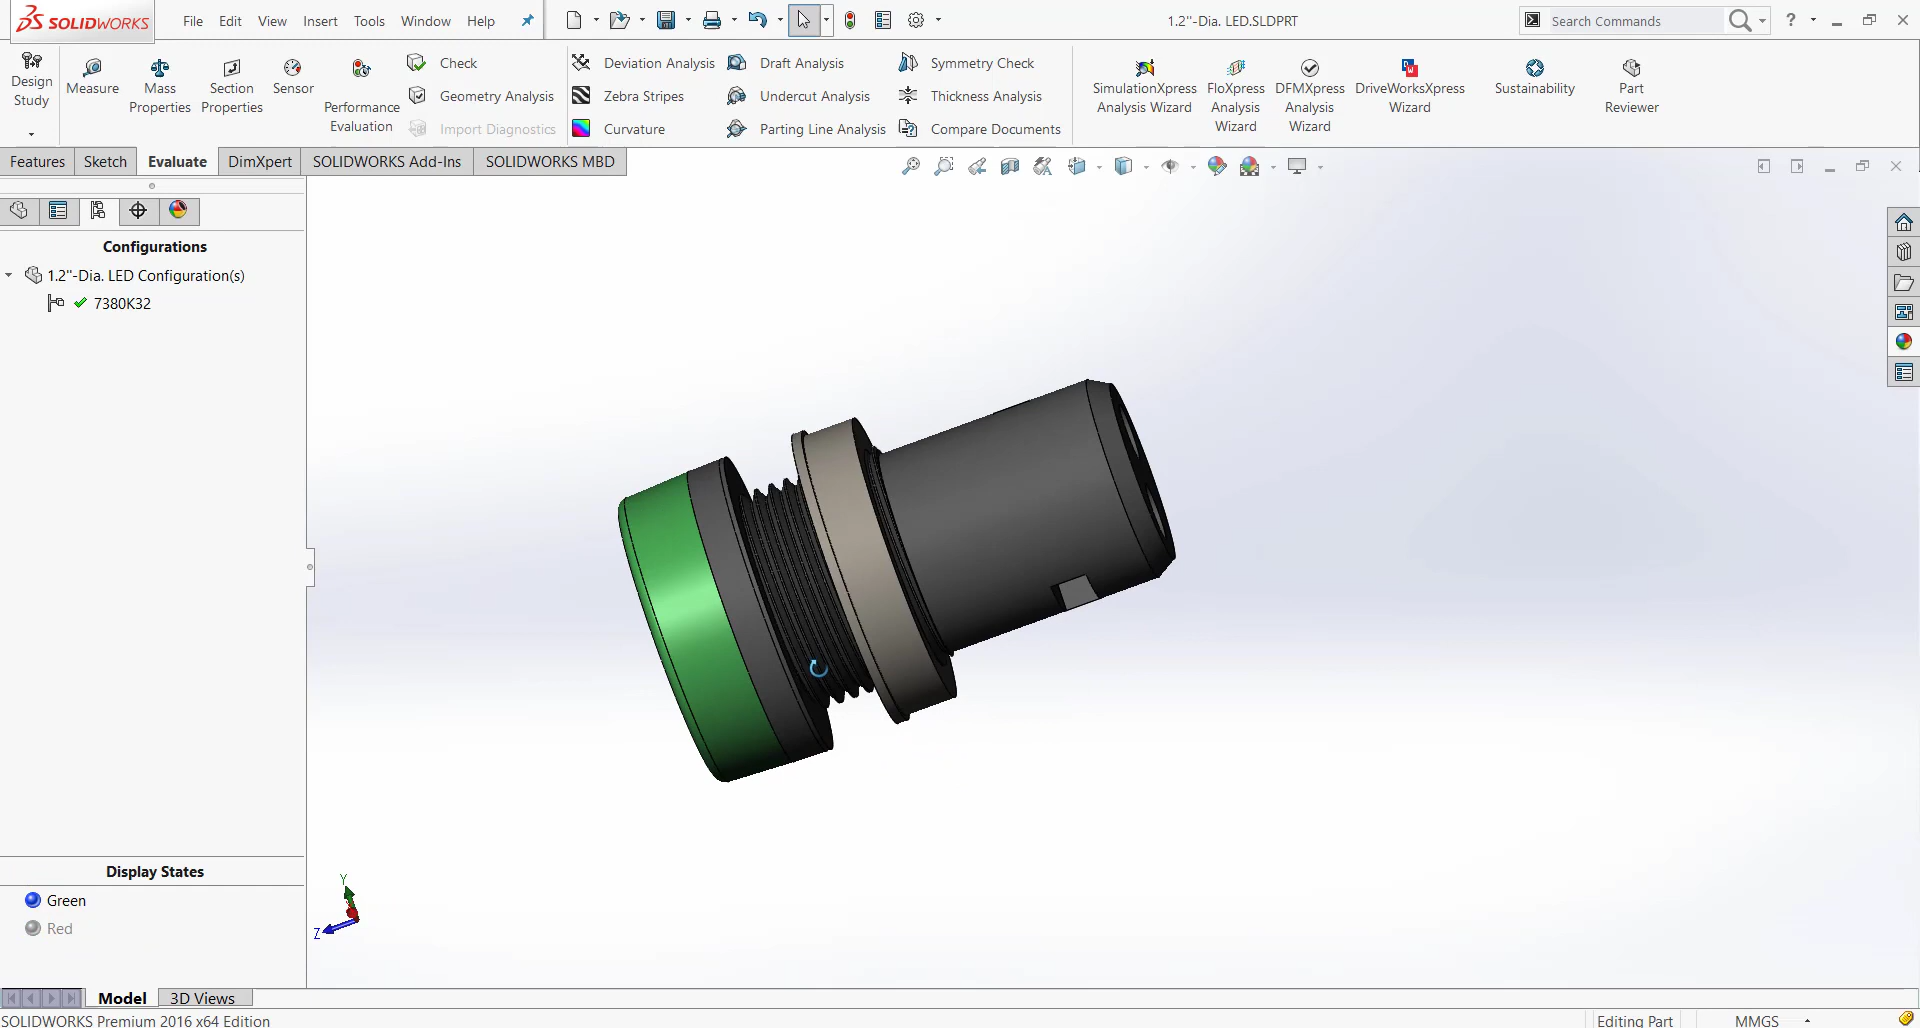 SOLIDWORKS
File Edit View Insert Tools Window Help
1.2"-Dia. LED.SLDPRT
Search Commands
?
Design
Study
Measure
Mass
Properties
Section
Properties
Sensor
Performance
Evaluation
Check
Geometry Analysis
Import Diagnostics
Deviation Analysis
Zebra Stripes
Curvature
Draft Analysis
Undercut Analysis
Parting Line Analysis
Symmetry Check
Thickness Analysis
Compare Documents
SimulationXpress
Analysis Wizard
FloXpress
Analysis
Wizard
DFMXpress
Analysis
Wizard
DriveWorksXpress
Wizard
Sustainability
Part
Reviewer
Features Sketch Evaluate DimXpert SOLIDWORKS Add-Ins SOLIDWORKS MBD
Configurations
1.2"-Dia. LED Configuration(s)
7380K32
Display States
Green
Red
Y
Z
Model 3D Views
SOLIDWORKS Premium 2016 x64 Edition
Editing Part
MMGS